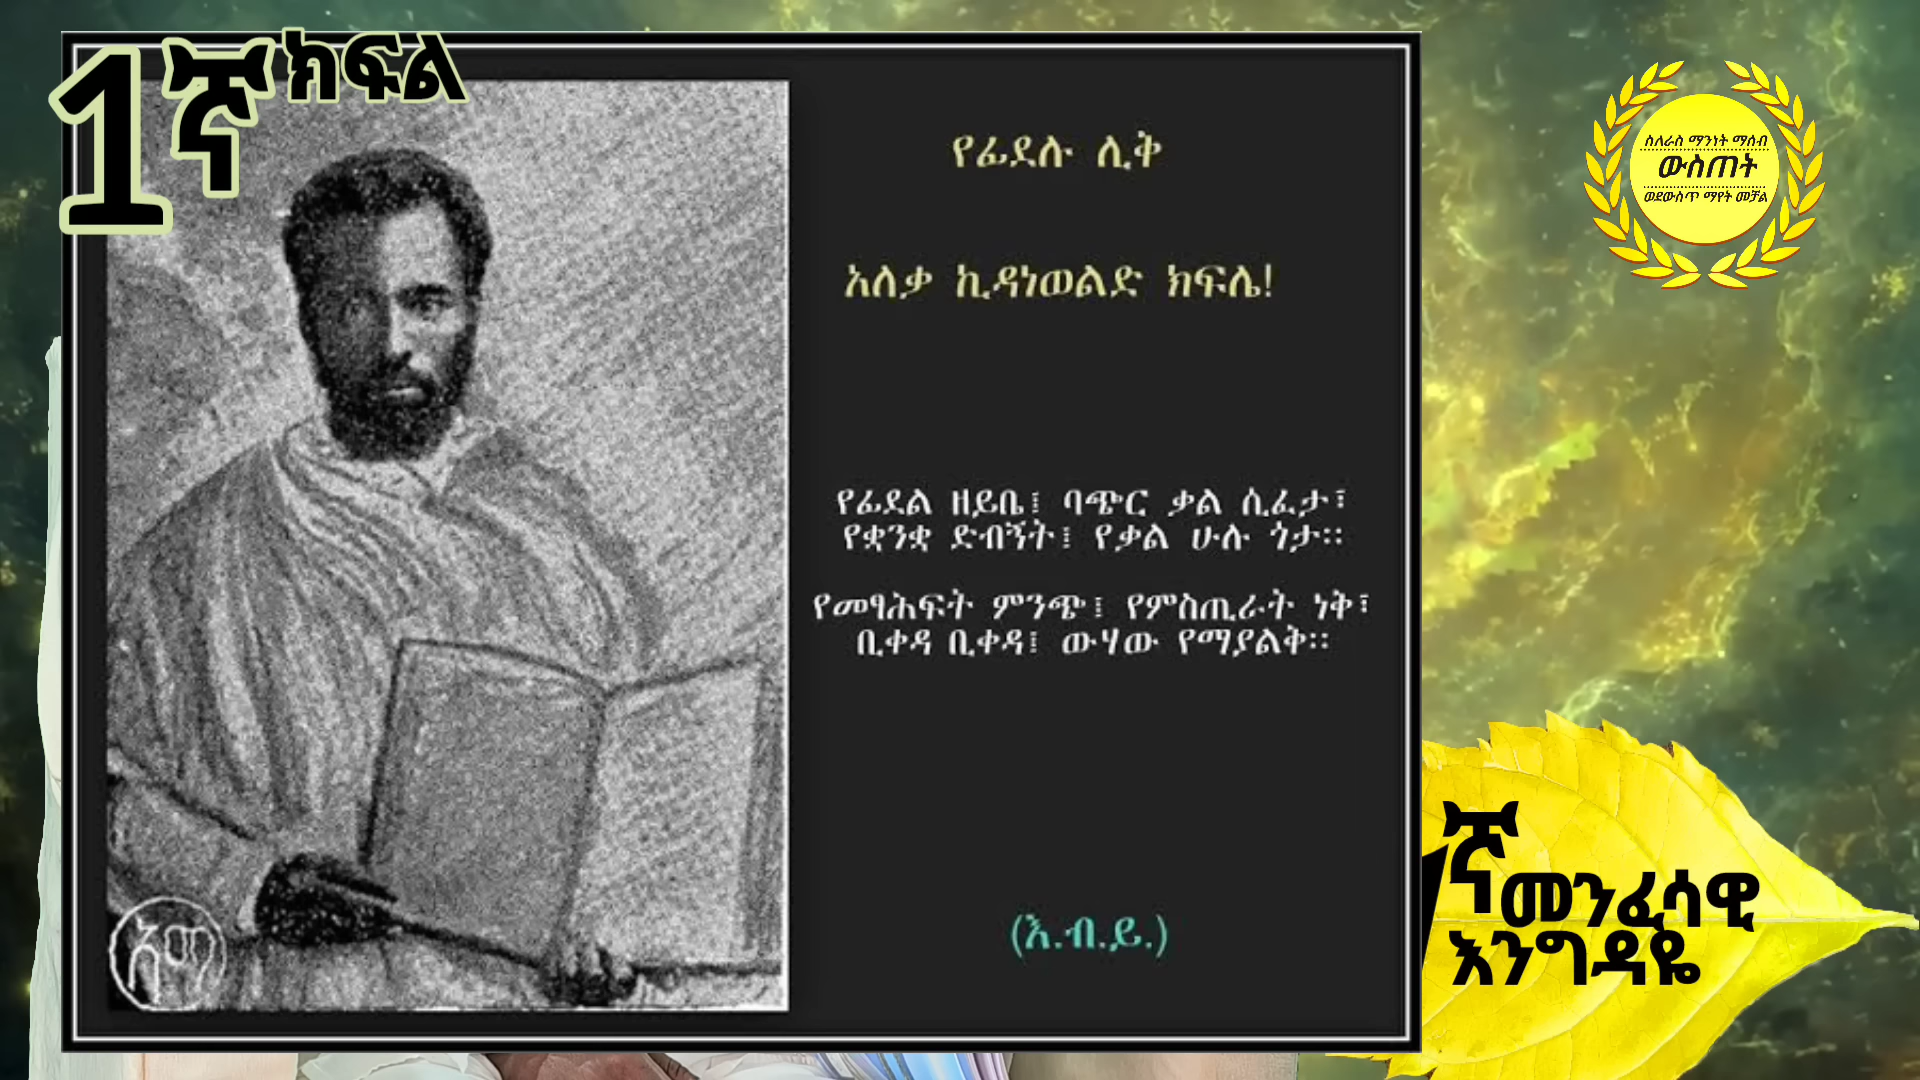 1ኛ ክፍል
የፊደሉ ሊቅ
አለቃ ኪዳነወልድ ክፍሌ!
የፊደል ዘይቤ፤ ባጭር ቃል ሲፈታ፣
የቋንቋ ድብኝት፤ የቃል ሁሉ ጎታ።
የመፃሕፍት ምንጭ፤ የምስጢራት ነቅ፣
ቢቀዳ ቢቀዳ፤ ውሃው የማያልቅ።
(እ.ብ.ይ.)
ስለራስ ማንነት ማሰብ
ውስጠት
ወደውስጥ ማየት መቻል
1ኛ መንፈሳዊ
እንግዳዬ